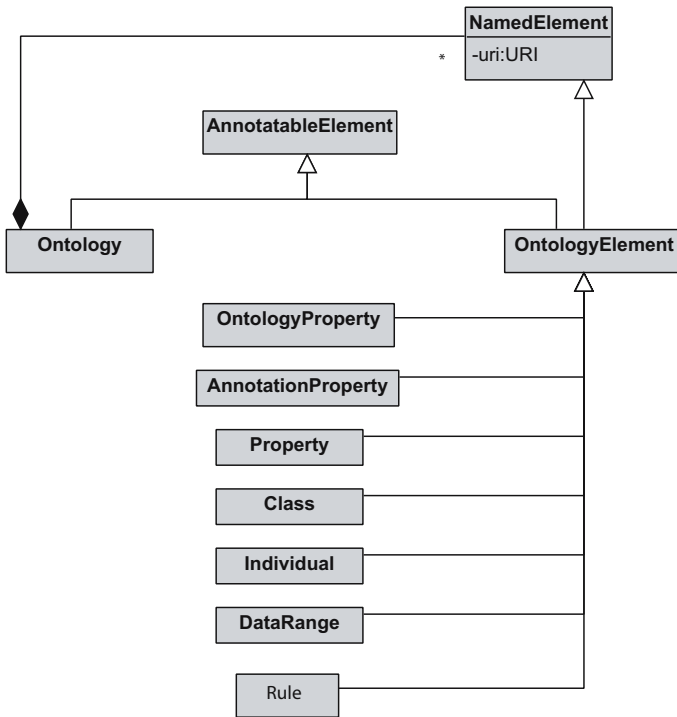 NamedElement
-uri:URI
*
AnnotatableElement
Ontology
OntologyElement
OntologyProperty
AnnotationProperty
Property
Class
Individual
DataRange
Rule